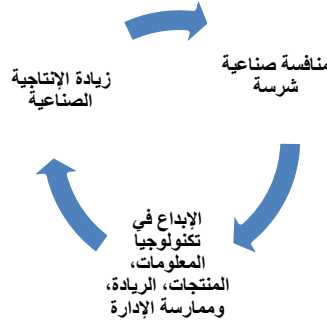 منافسة صناعية
شرسة
زيادة الإنتاجية
الصناعية
الإبداع في
تكنولوجيا
المعلومات،
المنتجات، الريادة،
وممارسة الإدارة